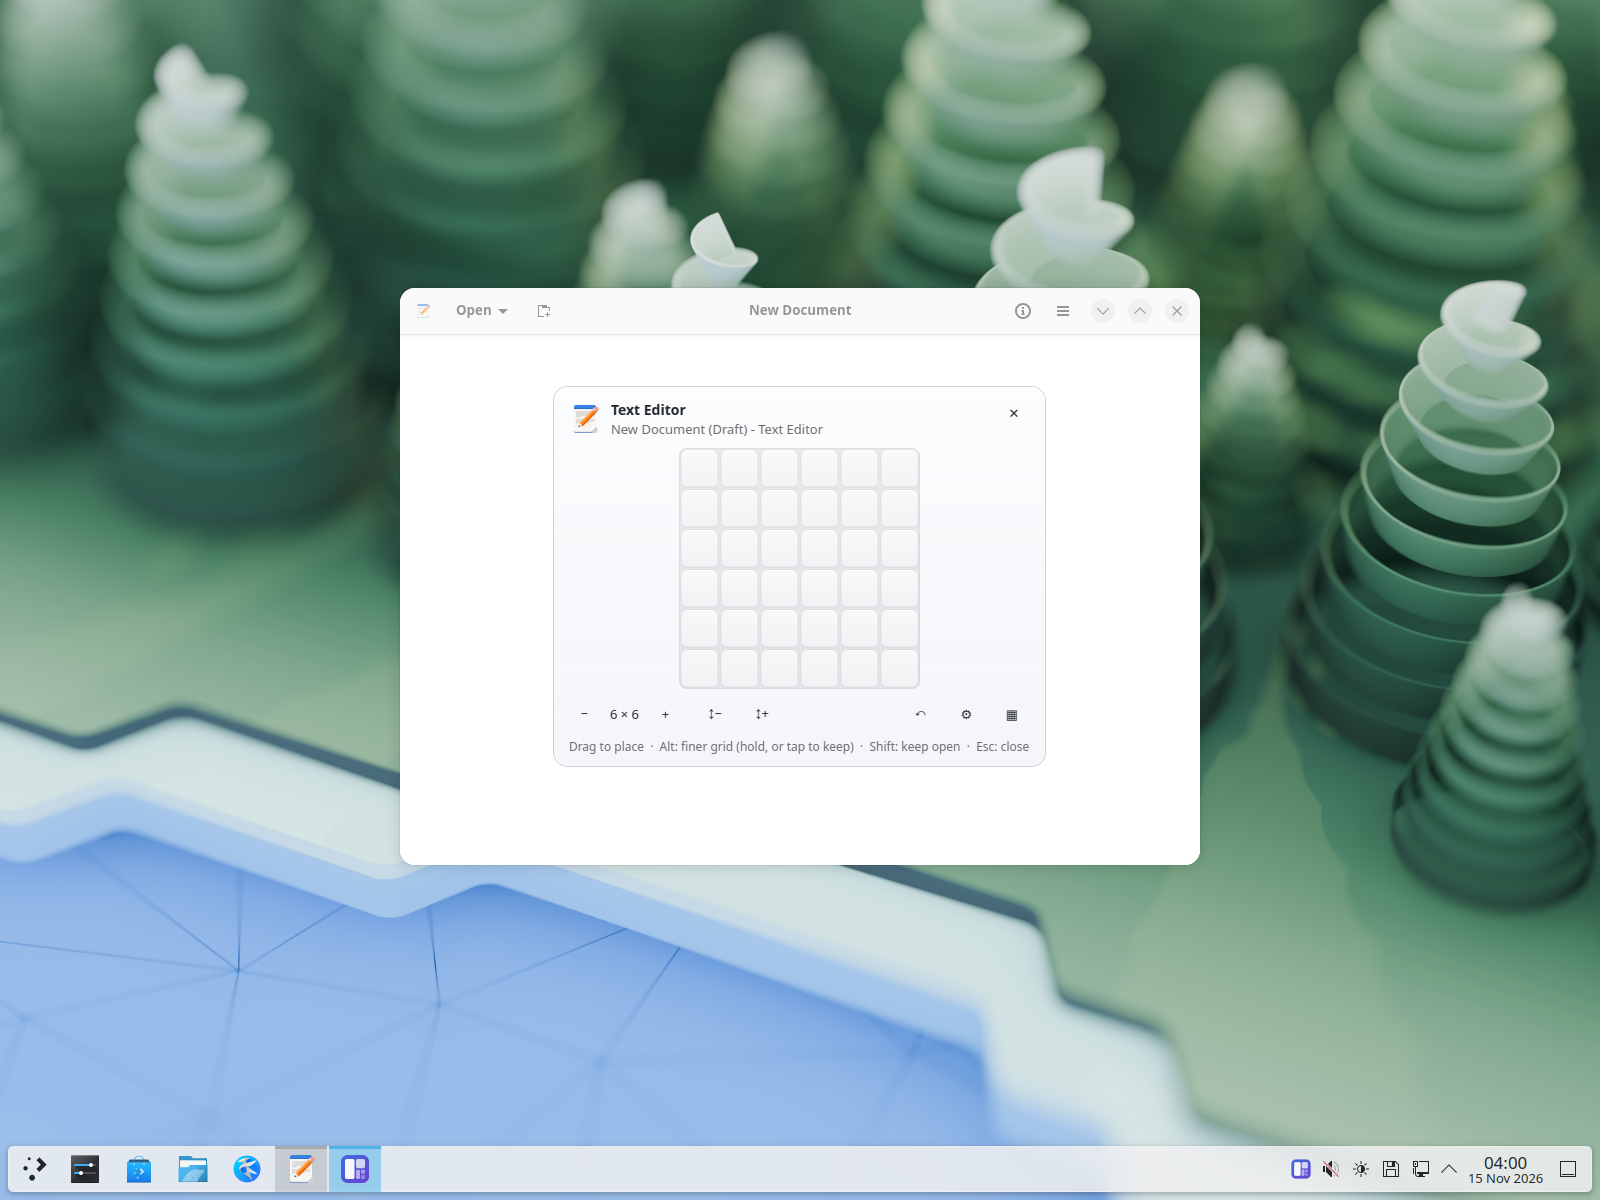 Open
New Document
Text Editor
New Document (Draft) - Text Editor
− 6 × 6 + ↕− ↕+
Drag to place · Alt: finer grid (hold, or tap to keep) · Shift: keep open · Esc: close
04:00
15 Nov 2026